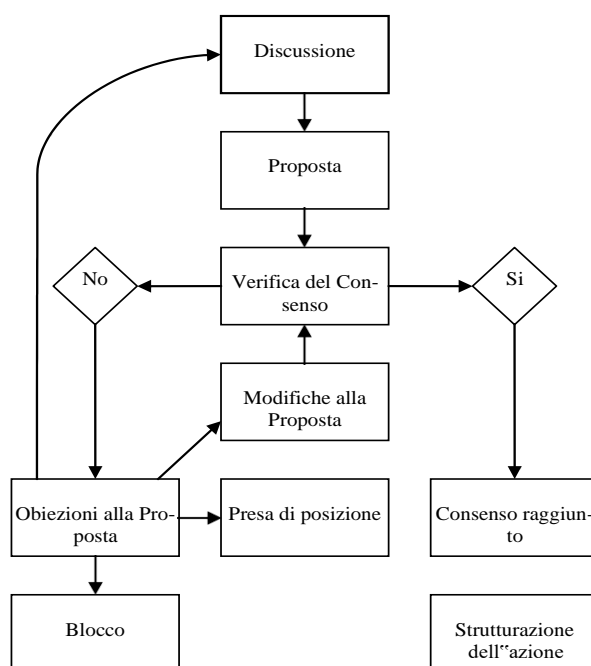 Discussione
Proposta
No
Verifica del Con-
senso
Si
Modifiche alla
Proposta
Obiezioni alla Pro-
posta
Presa di posizione
Consenso raggiun-
to
Blocco
Strutturazione
dell‟azione